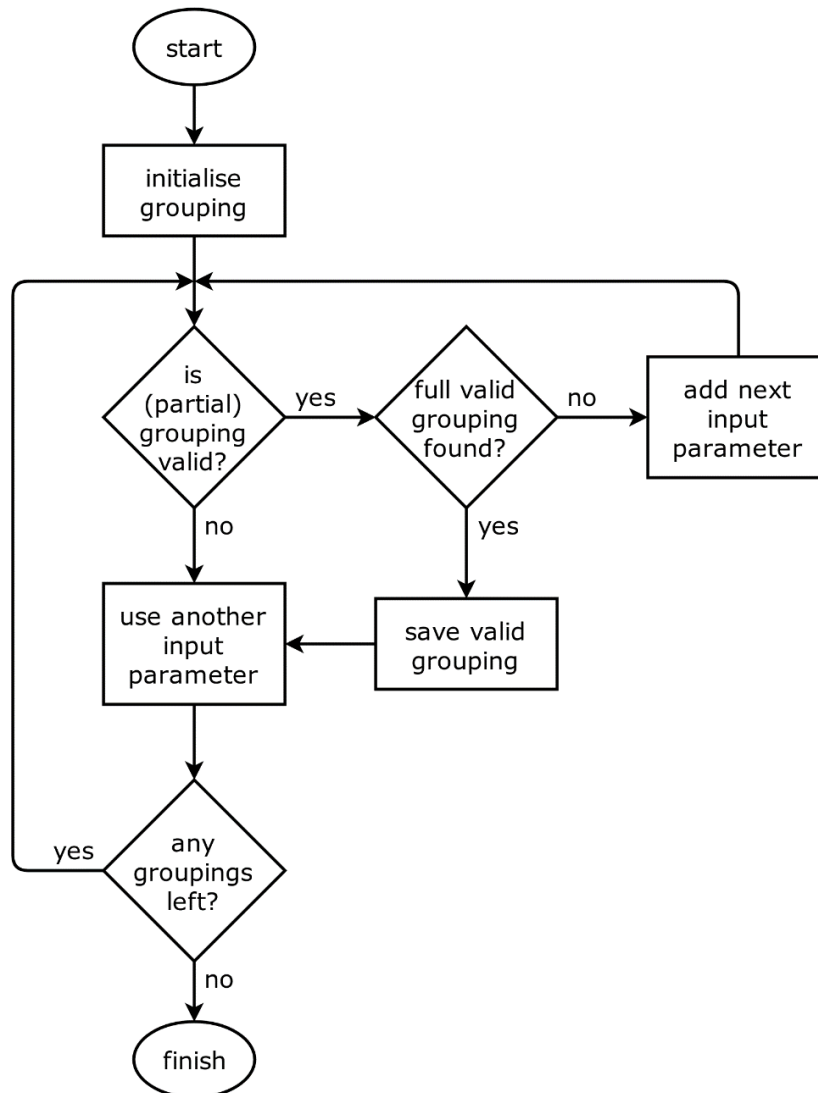 start
initialise
grouping
is
(partial)
grouping
valid?
yes
full valid
grouping
found?
no
add next
input
parameter
no
yes
use another
input
parameter
save valid
grouping
yes
any
groupings
left?
no
finish